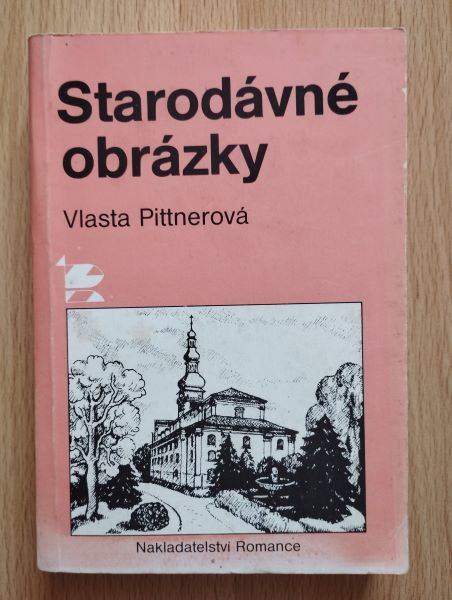 Starodávné
obrázky
Vlasta Pittnerová
Nakladatelství Romance